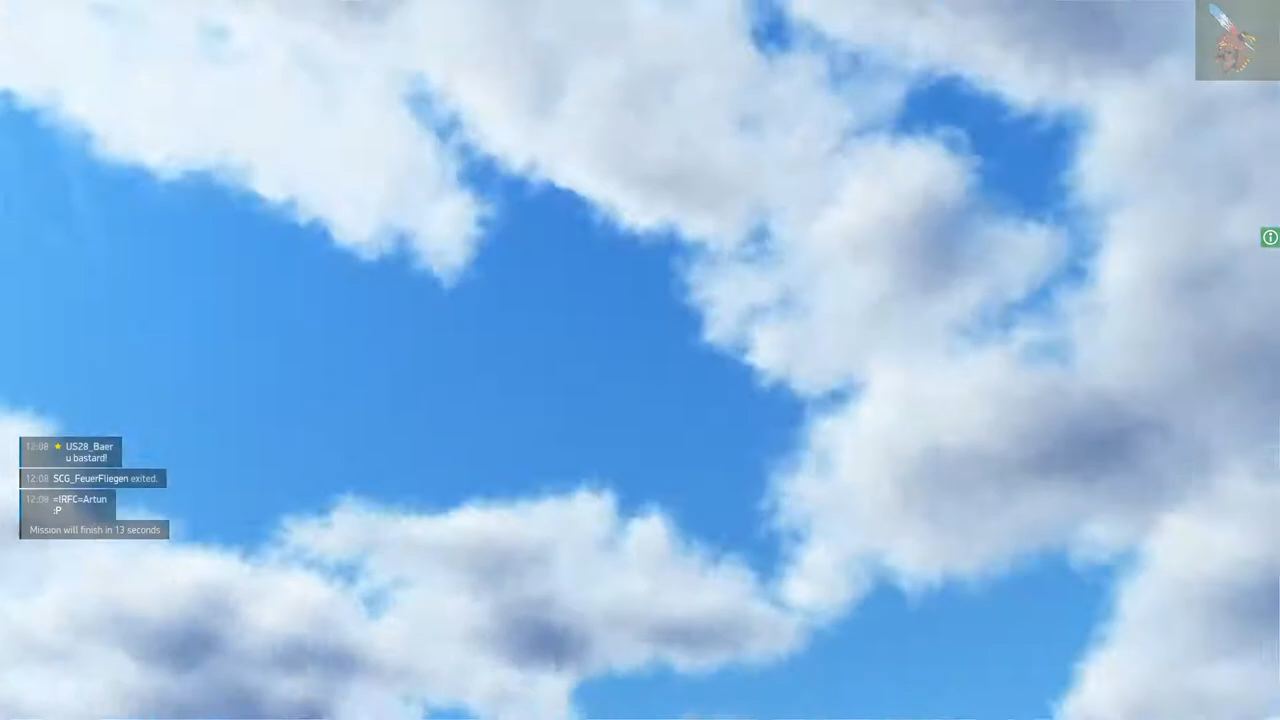 12:08 ★ US28_Baer
u bastard!
12:08 SCG_FeuerFliegen exited.
12:08 =IRFC=Artun
:P
Mission will finish in 13 seconds